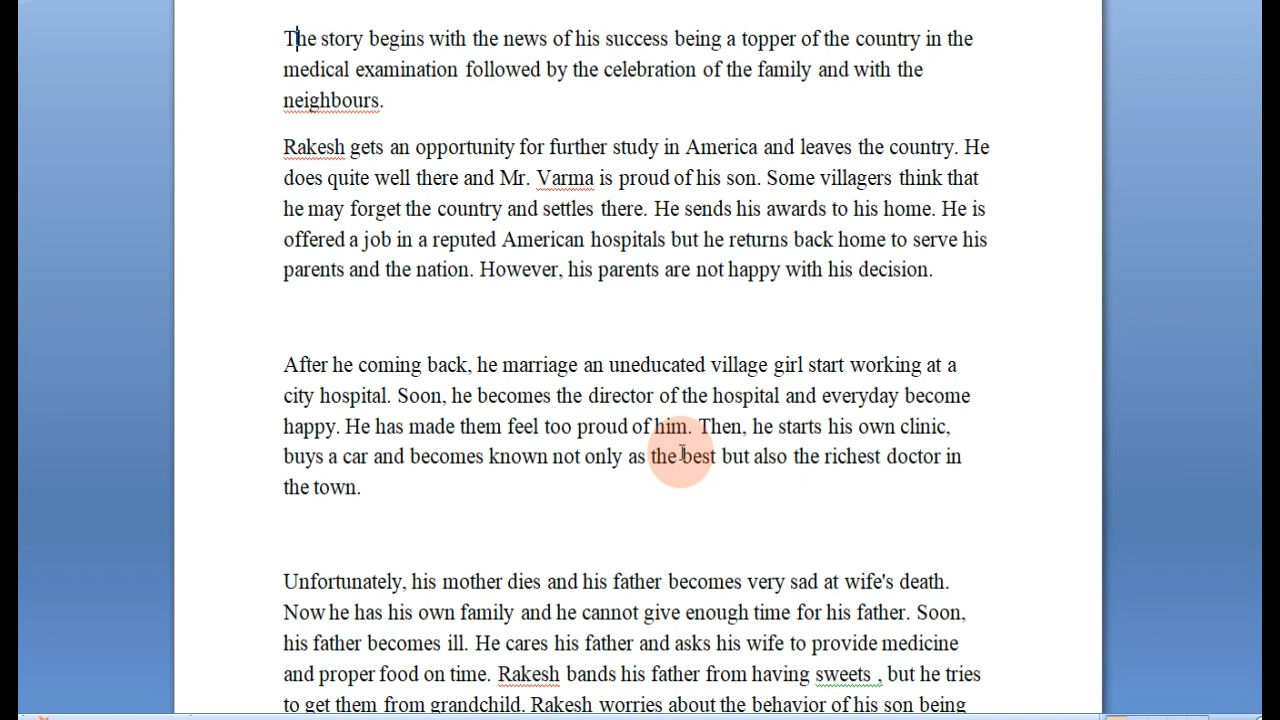 The story begins with the news of his success being a topper of the country in the
medical examination followed by the celebration of the family and with the
neighbours.
Rakesh gets an opportunity for further study in America and leaves the country. He
does quite well there and Mr. Varma is proud of his son. Some villagers think that
he may forget the country and settles there. He sends his awards to his home. He is
offered a job in a reputed American hospitals but he returns back home to serve his
parents and the nation. However, his parents are not happy with his decision.
After he coming back, he marriage an uneducated village girl start working at a
city hospital. Soon, he becomes the director of the hospital and everyday become
happy. He has made them feel too proud of him. Then, he starts his own clinic,
buys a car and becomes known not only as the best but also the richest doctor in
the town.
Unfortunately, his mother dies and his father becomes very sad at wife's death.
Now he has his own family and he cannot give enough time for his father. Soon,
his father becomes ill. He cares his father and asks his wife to provide medicine
and proper food on time. Rakesh bands his father from having sweets , but he tries
to get them from grandchild. Rakesh worries about the behavior of his son being